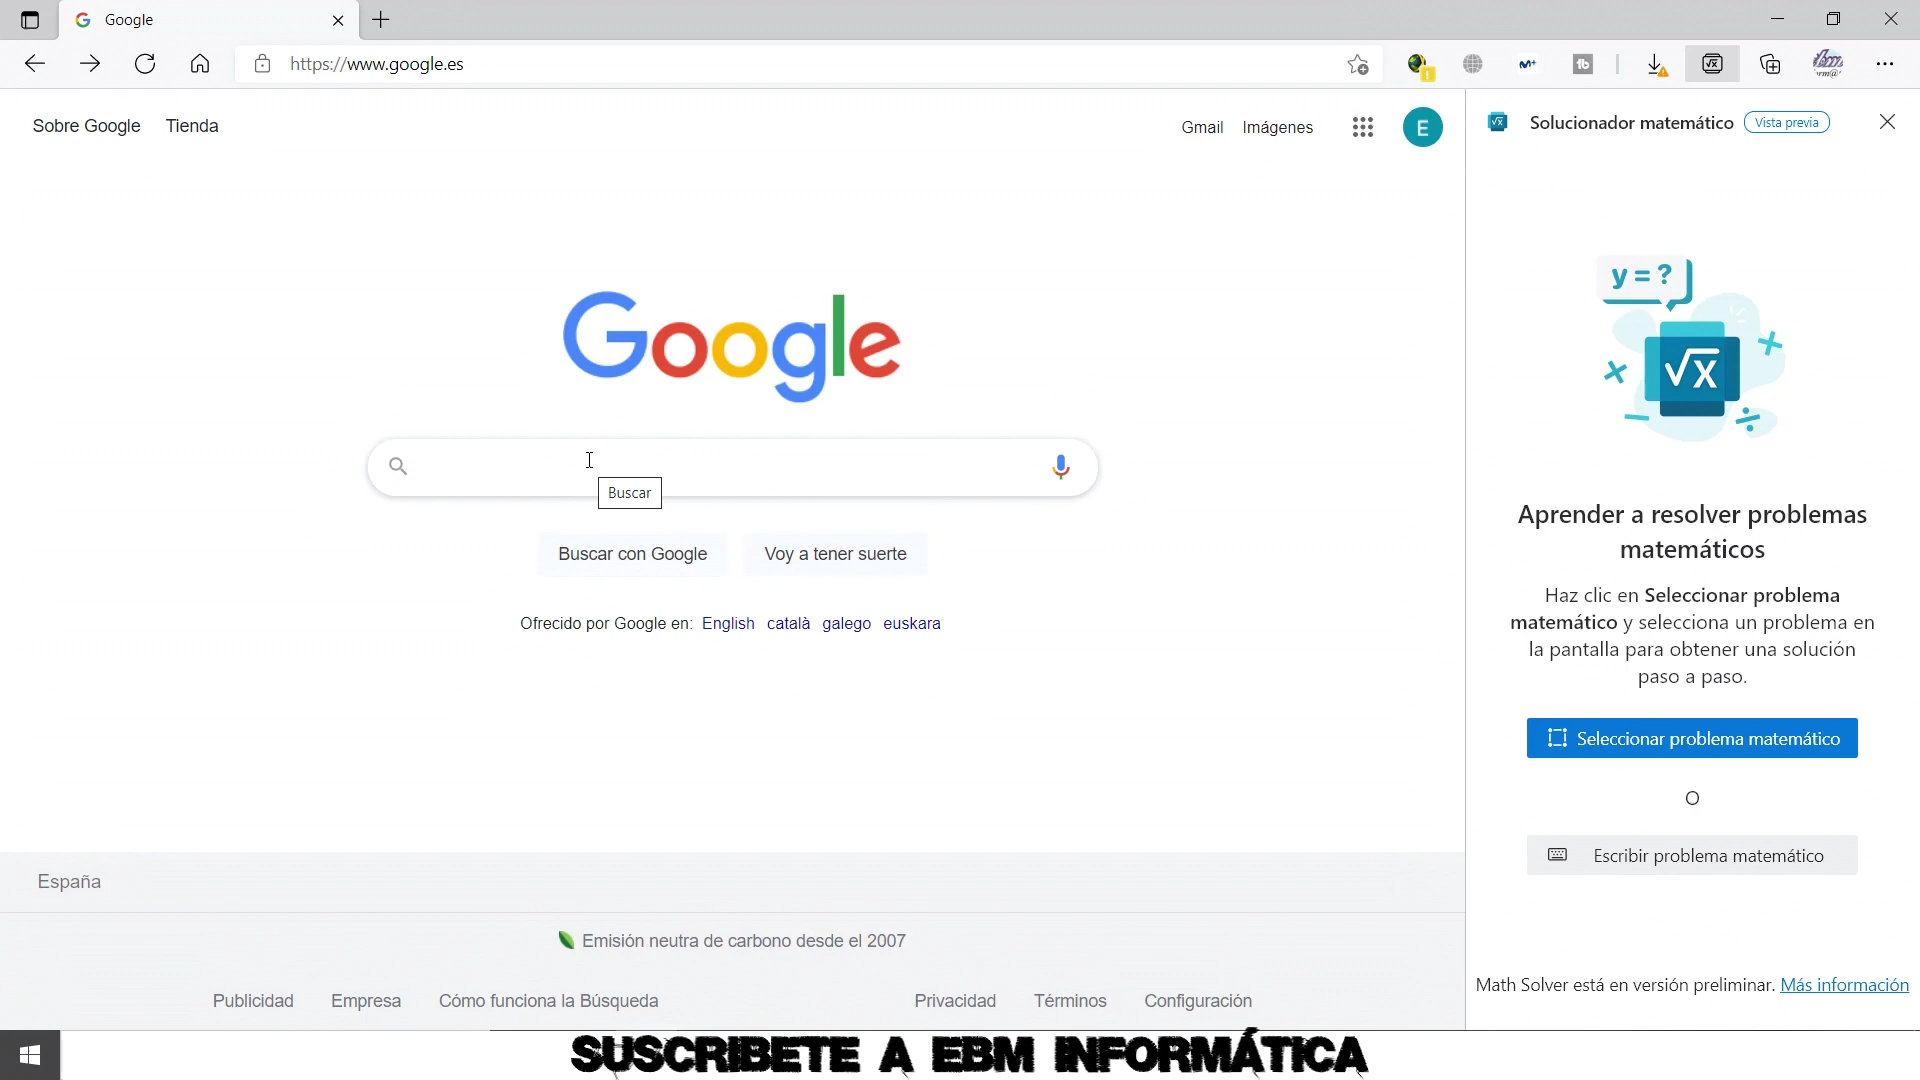 Google
https://www.google.es
Sobre Google Tienda
Gmail Imágenes E
Google
Buscar
Buscar con Google Voy a tener suerte
Ofrecido por Google en: English català galego euskara
España
Emisión neutra de carbono desde el 2007
Publicidad Empresa Cómo funciona la Búsqueda Privacidad Términos Configuración
Solucionador matemático Vista previa
y = ?
√x
Aprender a resolver problemas
matemáticos
Haz clic en Seleccionar problema
matemático y selecciona un problema en
la pantalla para obtener una solución
paso a paso.
Seleccionar problema matemático
O
Escribir problema matemático
Math Solver está en versión preliminar. Más información
SUSCRIBETE A EBM INFORMÁTICA